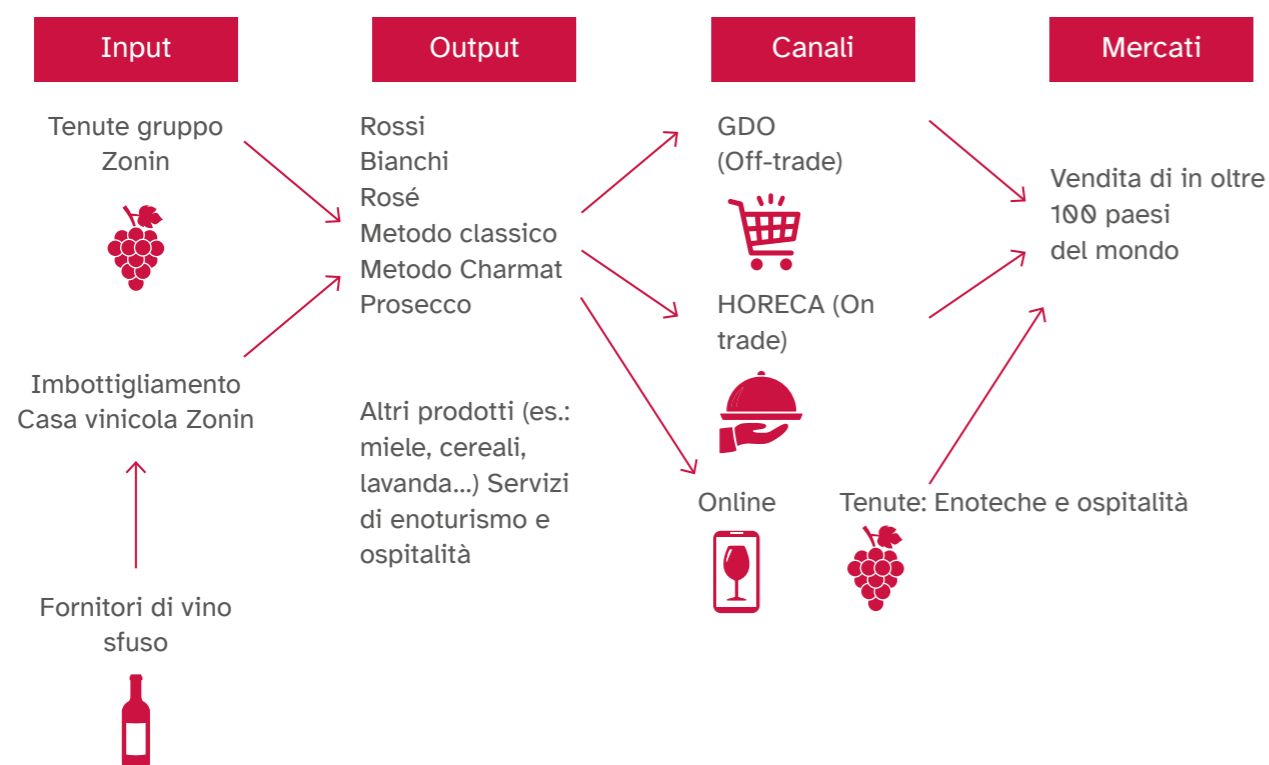 Input
Output
Canali
Mercati
Tenute gruppo
Zonin
Imbottigliamento
Casa vinicola Zonin
Fornitori di vino
sfuso
Rossi
Bianchi
Rosé
Metodo classico
Metodo Charmat
Prosecco
Altri prodotti (es.:
miele, cereali,
lavanda...) Servizi
di enoturismo e
ospitalità
GDO
(Off-trade)
HORECA (On
trade)
Online
Tenute: Enoteche e ospitalità
Vendita di in oltre
100 paesi
del mondo